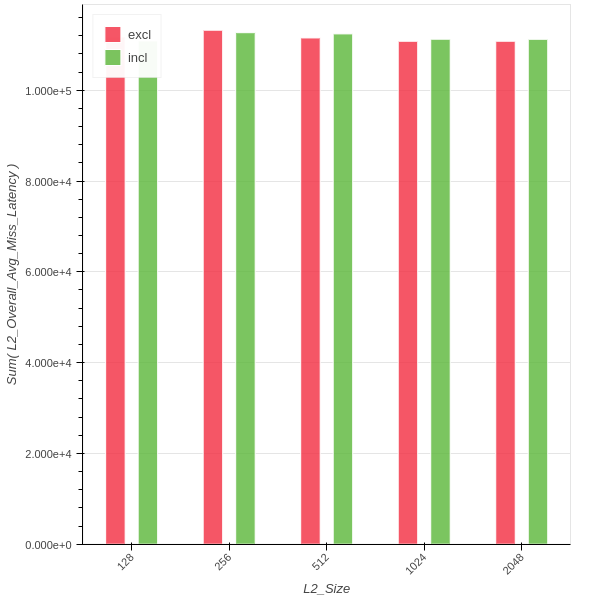 excl
incl
1.000e+5
8.000e+4
6.000e+4
4.000e+4
2.000e+4
0.000e+0
Sum( L2_Overall_Avg_Miss_Latency )
128
256
512
1024
2048
L2_Size